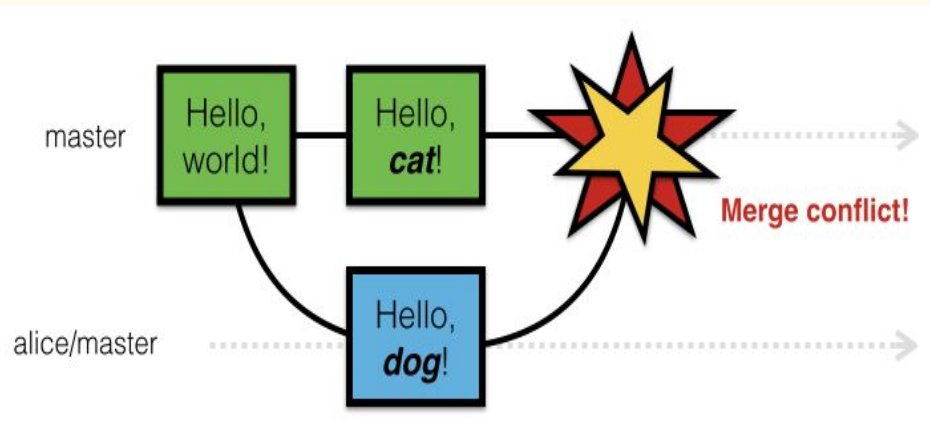 master
Hello,
world!
Hello,
cat!
Merge conflict!
alice/master
Hello,
dog!